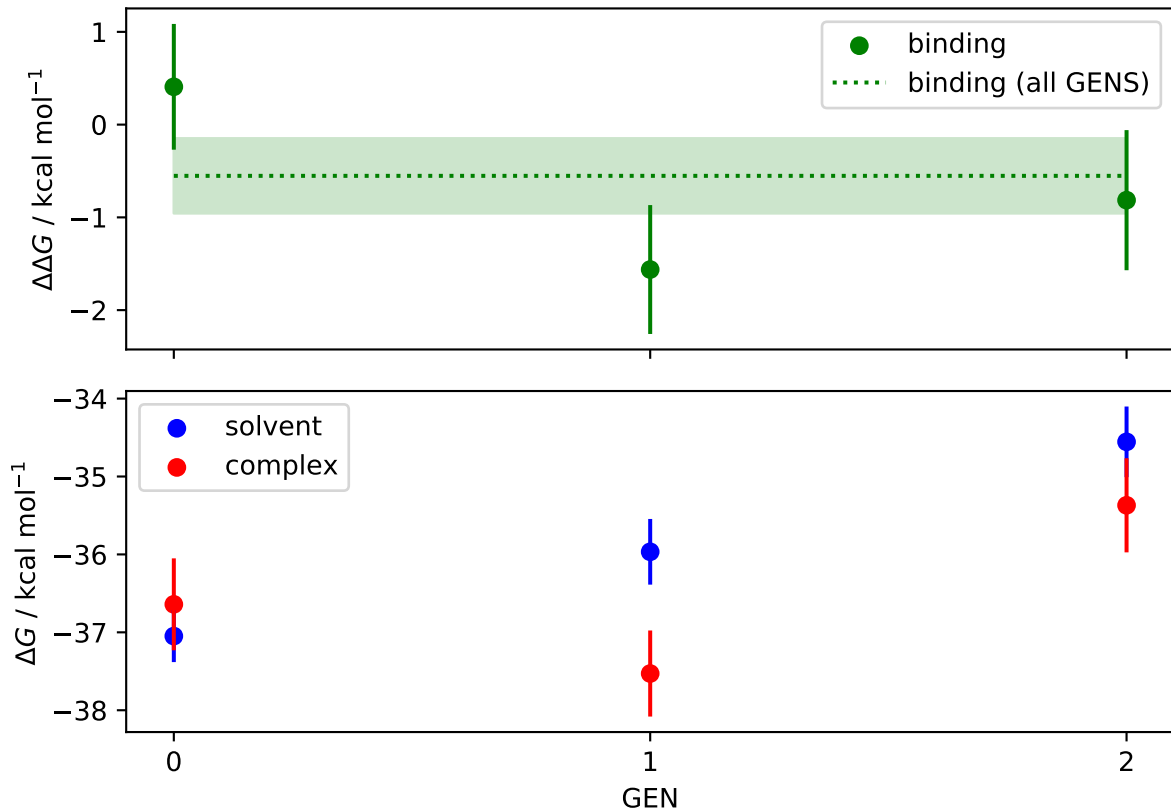 1
0
−1
−2
ΔΔG / kcal mol⁻¹
binding
binding (all GENS)
−34
−35
−36
−37
−38
ΔG / kcal mol⁻¹
solvent
complex
0
1
2
GEN